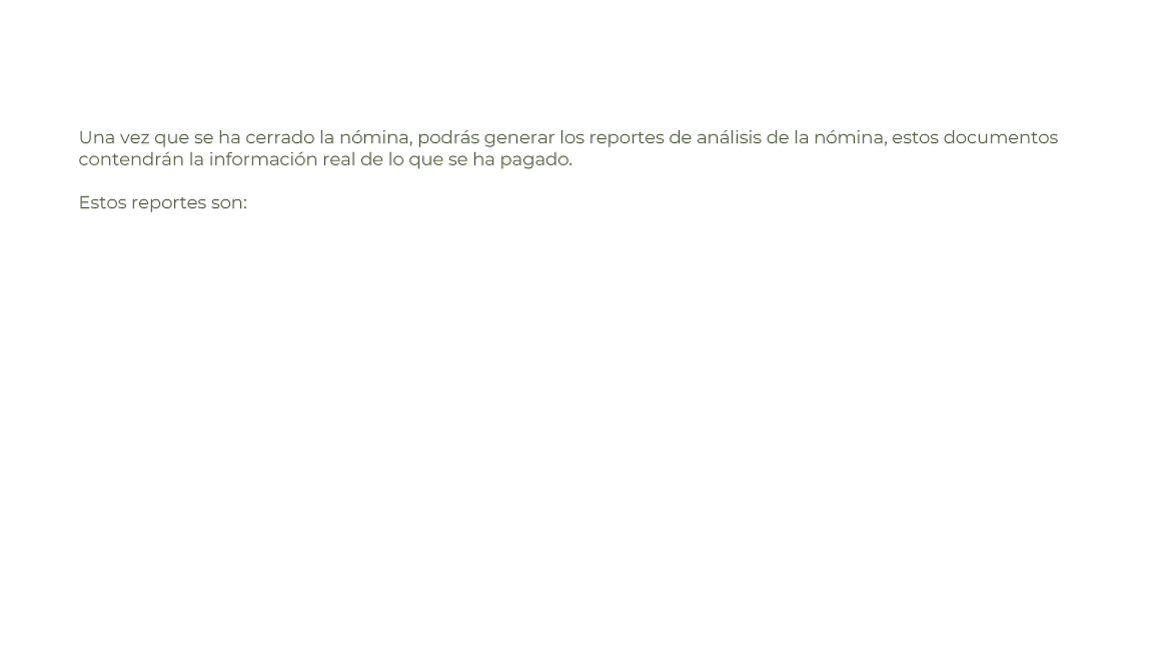 Una vez que se ha cerrado la nómina, podrás generar los reportes de análisis de la nómina, estos documentos
contendrán la información real de lo que se ha pagado.
Estos reportes son: